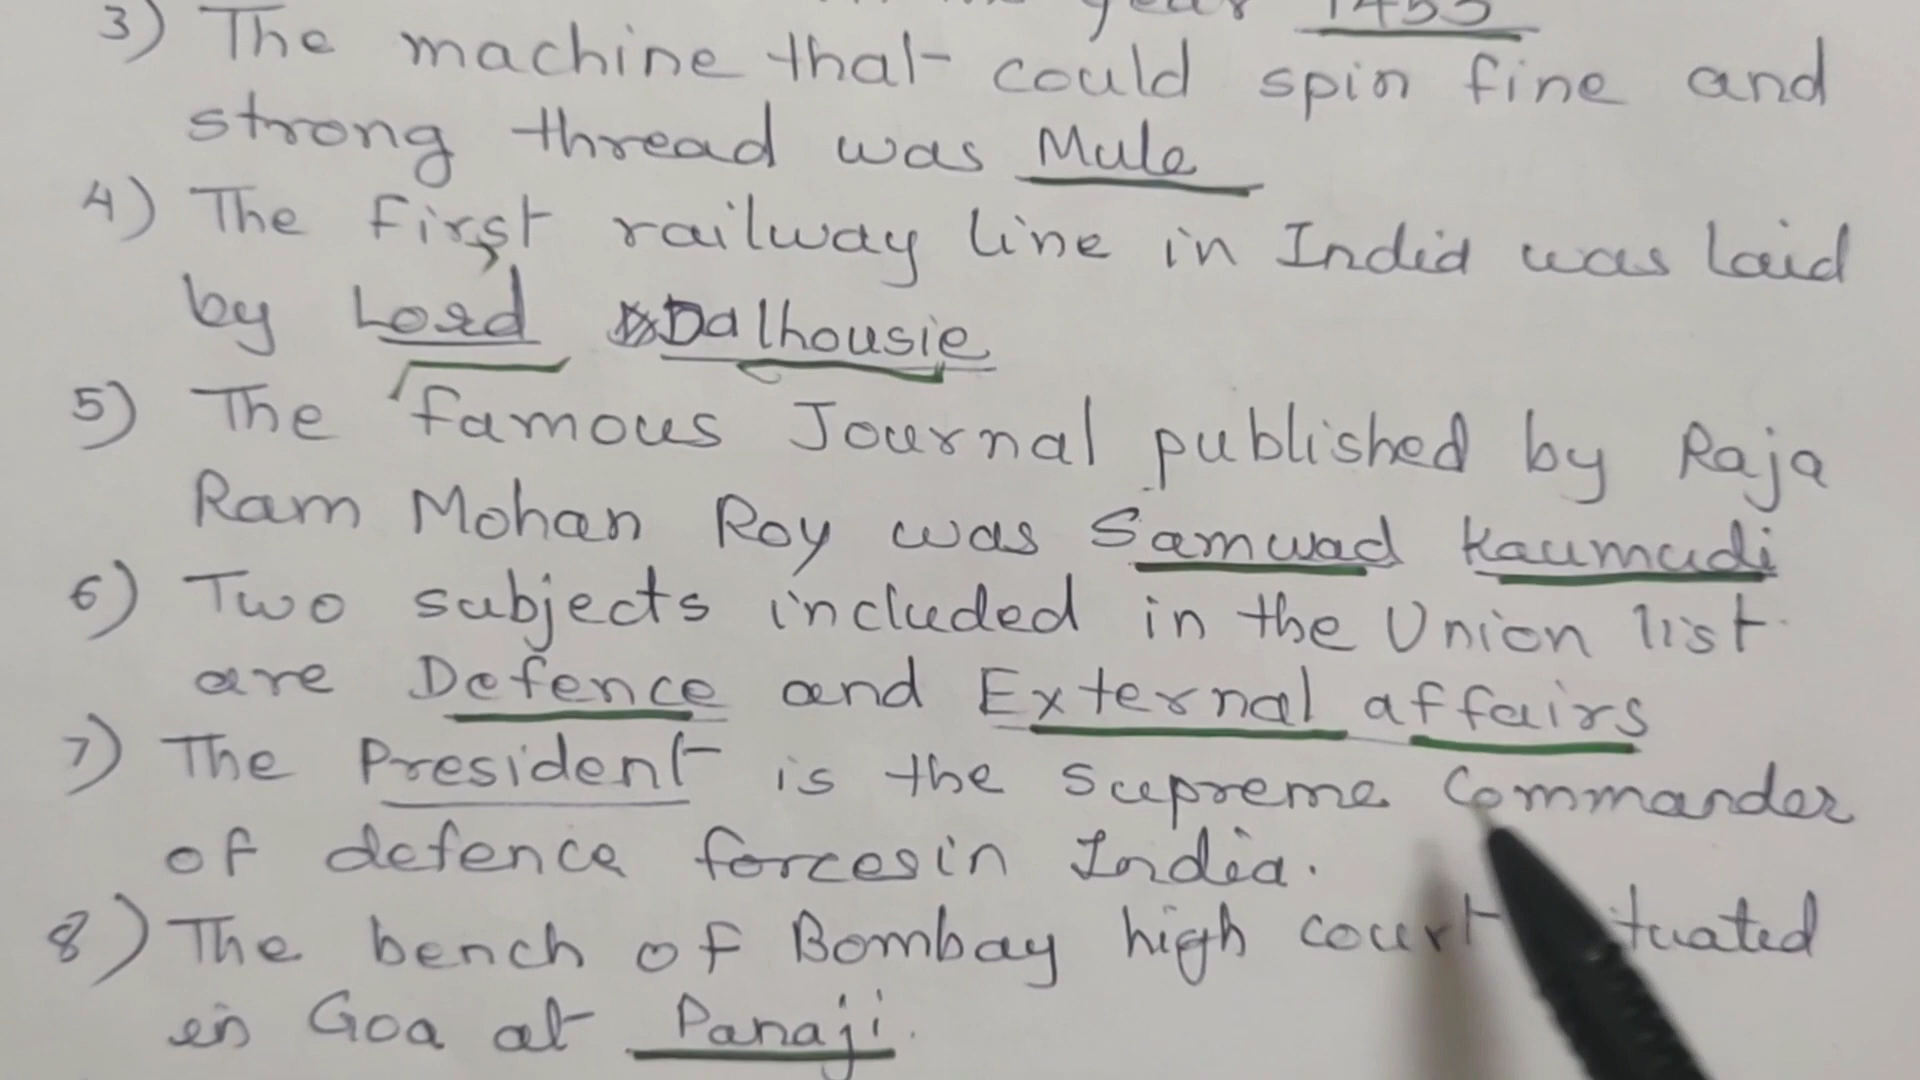 year 1453
3) The machine that could spin fine and
strong thread was Mule
4) The first railway line in India was laid
by Lord Dalhousie
5) The famous Journal published by Raja
Ram Mohan Roy was Samwad Kaumudi
6) Two subjects included in the Union list
are Defence and External affairs
7) The President is the Supreme Commander
of defence forces in India.
8) The bench of Bombay high court
in Goa at Panaji.